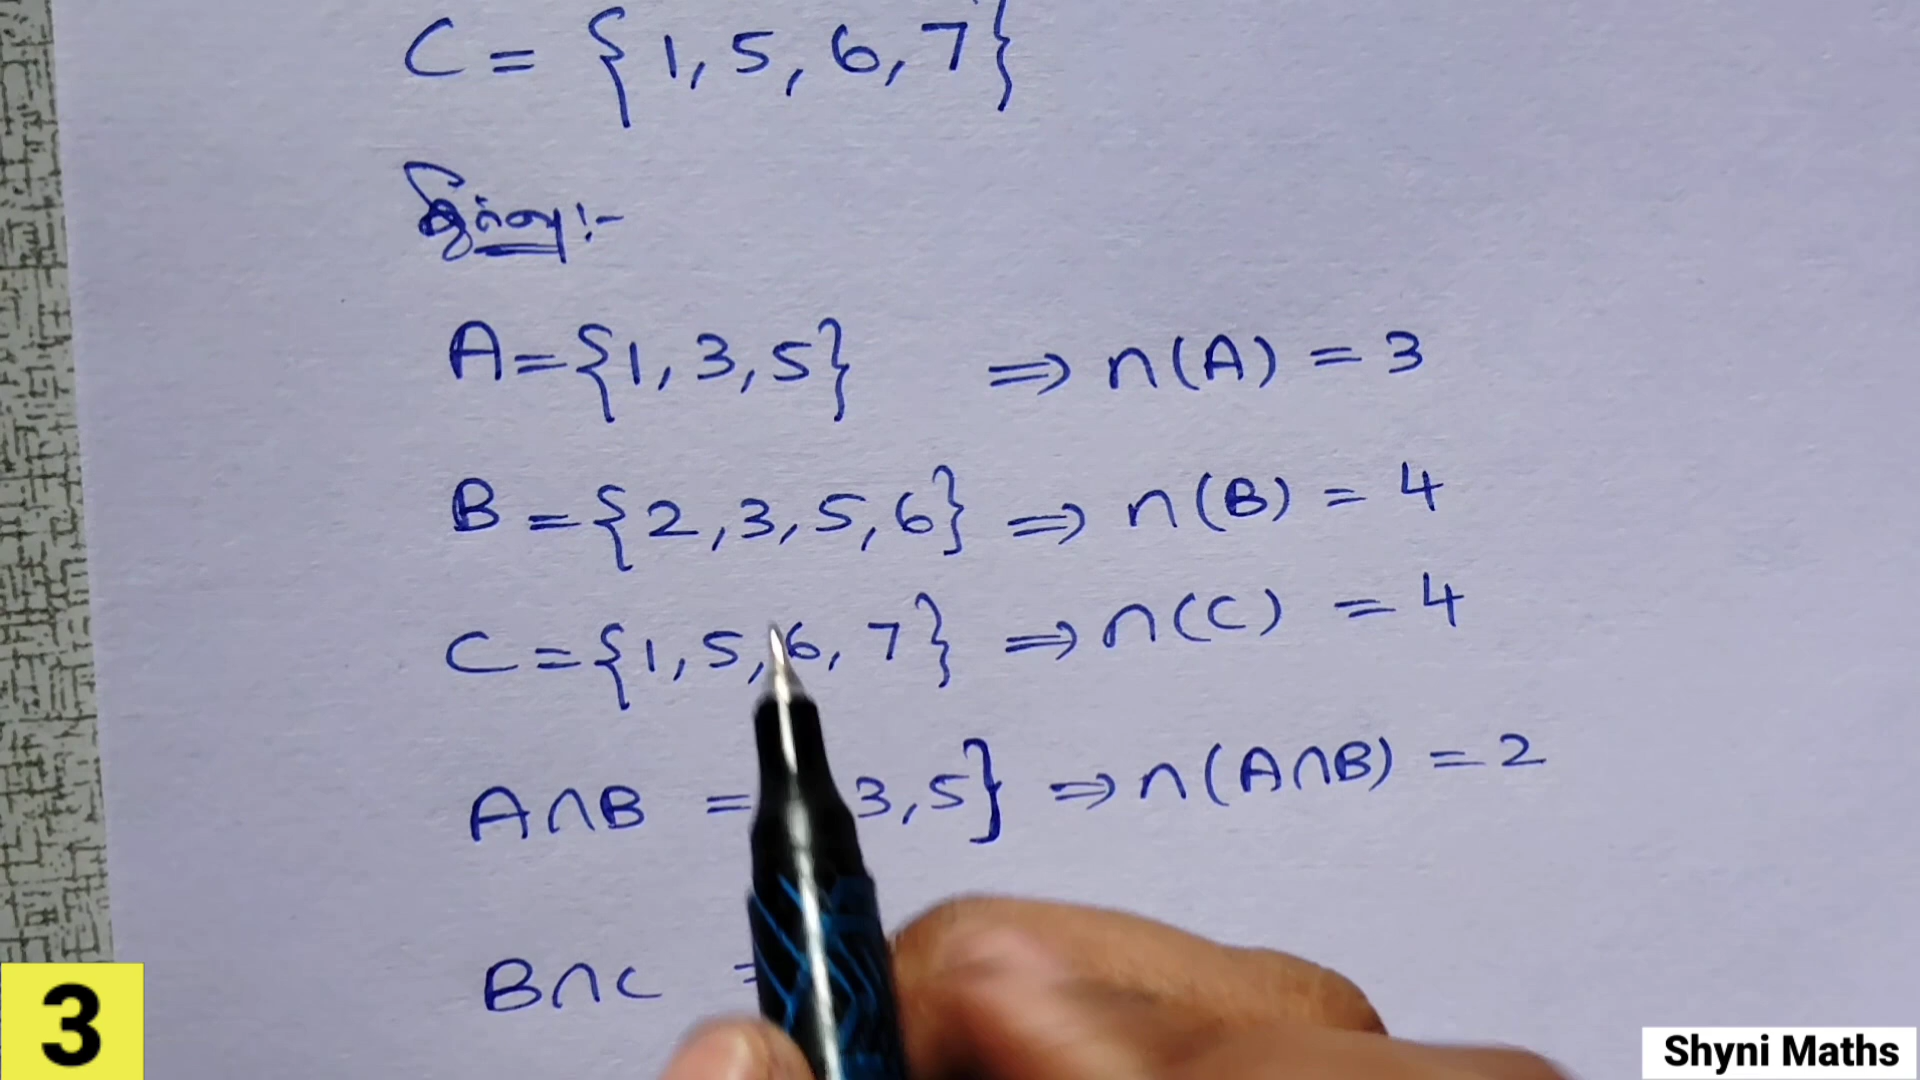 C = {1, 5, 6, 7}
தீர்வு :-
A = {1, 3, 5} ⇒ n(A) = 3
B = {2, 3, 5, 6} ⇒ n(B) = 4
C = {1, 5, 6, 7} ⇒ n(C) = 4
A∩B = 3, 5} ⇒ n(A∩B) = 2
B∩C =
3
Shyni Maths